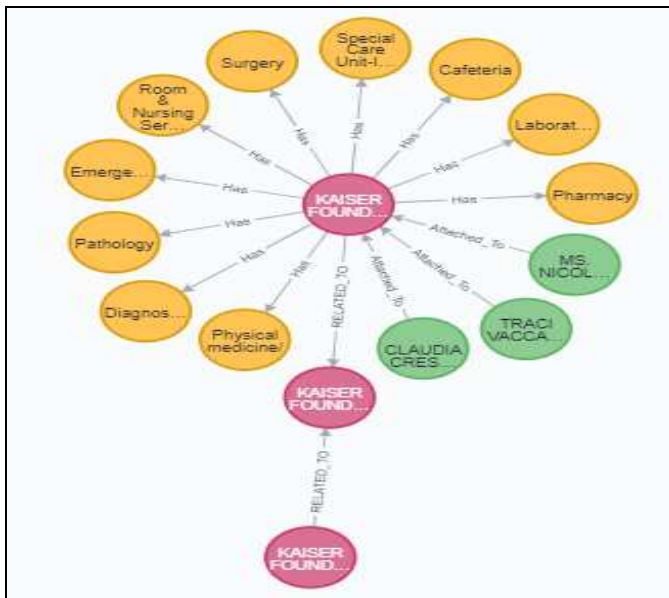 Special
Care
Unit-I...
Surgery
Cafeteria
Room
&
Nursing
Ser...
Laborat...
Emerge...
Pharmacy
Pathology
Diagnos...
Physical
medicine/
KAISER
FOUND...
MS.
NICOL...
TRACI
VACCA...
CLAUDIA
CRES...
KAISER
FOUND...
KAISER
FOUND...
Has
Has
Has
Has
Has
Has
Has
Has
Has
Has
Has
Attached_To
Attached_To
Attached_To
RELATED_TO
RELATED_TO